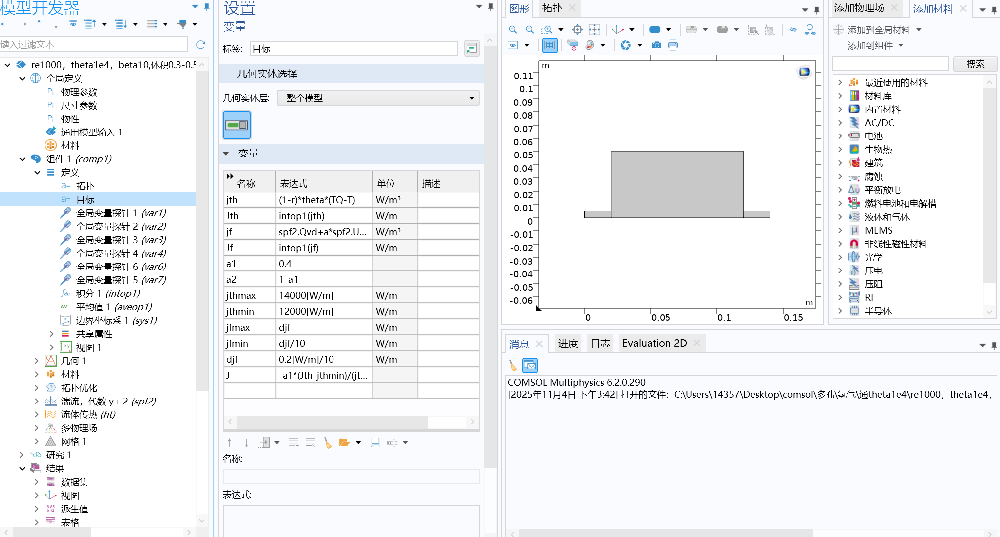 模型开发器
键入过滤文本
re1000，theta1e4，beta10,体积0.3-0.5
全局定义
Pi 物理参数
Pi 尺寸参数
Pi 物性
通用模型输入 1
材料
组件 1 (comp1)
定义
a= 拓扑
a= 目标
全局变量探针 1 (var1)
全局变量探针 2 (var2)
全局变量探针 3 (var3)
全局变量探针 4 (var4)
全局变量探针 6 (var6)
全局变量探针 5 (var7)
∫du 积分 1 (intop1)
AV 平均值 1 (aveop1)
边界坐标系 1 (sys1)
共享属性
xy 视图 1
几何 1
材料
拓扑优化
湍流，代数 y+ 2 (spf2)
流体传热 (ht)
多物理场
网格 1
研究 1
结果
数据集
视图
8.85 e-12 派生值
表格
设置
变量
标签: 目标
几何实体选择
几何实体层: 整个模型
变量
名称 表达式 单位 描述
jth (1-r)*theta*(TQ-T) W/m³
Jth intop1(jth) W/m
jf spf2.Qvd+a*spf2.U... W/m³
Jf intop1(jf) W/m
a1 0.4
a2 1-a1
jthmax 14000[W/m] W/m
jthmin 12000[W/m] W/m
jfmax djf W/m
jfmin djf/10 W/m
djf 0.2[W/m]/10 W/m
J -a1*(Jth-jthmin)/(jt...
名称:
表达式:
图形 拓扑
m
0.11
0.1
0.09
0.08
0.07
0.06
0.05
0.04
0.03
0.02
0.01
0
-0.01
-0.02
-0.03
-0.04
-0.05
-0.06
m
0 0.05 0.1 0.15
添加物理场 添加材料
添加到全局材料
添加到组件
搜索
最近使用的材料
材料库
内置材料
AC/DC
电池
生物热
建筑
腐蚀
平衡放电
燃料电池和电解槽
液体和气体
MEMS
非线性磁性材料
光学
压电
压阻
RF
半导体
消息 进度 日志 Evaluation 2D
COMSOL Multiphysics 6.2.0.290
[2025年11月4日 下午3:42] 打开的文件：C:\Users\14357\Desktop\comsol\多孔\氢气\通theta1e4\re1000，theta1e4，